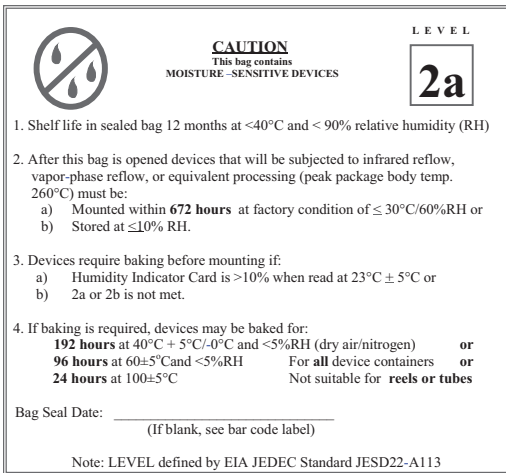 LEVEL
CAUTION
This bag contains
MOISTURE –SENSITIVE DEVICES
2a
1. Shelf life in sealed bag 12 months at <40°C and < 90% relative humidity (RH)
2. After this bag is opened devices that will be subjected to infrared reflow,
vapor-phase reflow, or equivalent processing (peak package body temp.
260°C) must be:
a) Mounted within 672 hours at factory condition of ≤ 30°C/60%RH or
b) Stored at ≤10% RH.
3. Devices require baking before mounting if:
a) Humidity Indicator Card is >10% when read at 23°C ± 5°C or
b) 2a or 2b is not met.
4. If baking is required, devices may be baked for:
192 hours at 40°C + 5°C/-0°C and <5%RH (dry air/nitrogen) or
96 hours at 60±5°Cand <5%RH For all device containers or
24 hours at 100±5°C Not suitable for reels or tubes
Bag Seal Date: ____________________
(If blank, see bar code label)
Note: LEVEL defined by EIA JEDEC Standard JESD22-A113